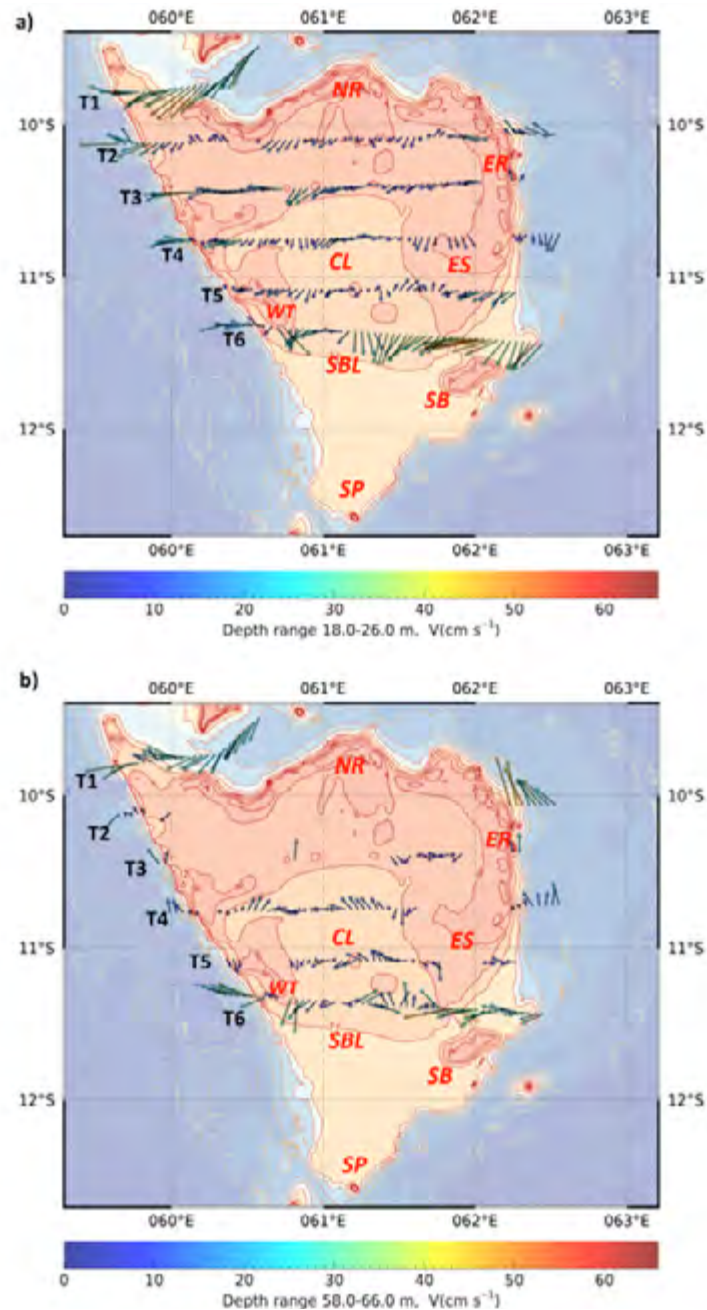 a)
060°E 061°E 062°E 063°E
NR
T1
10°S 10°S
T2
ER
T3
T4
CL ES
11°S 11°S
T5
WT
T6
SBL
SB
12°S 12°S
SP
060°E 061°E 062°E 063°E
0 10 20 30 40 50 60
Depth range 18.0-26.0 m, V(cm s⁻¹)
b)
060°E 061°E 062°E 063°E
NR
T1
10°S 10°S
T2
ER
T3
T4
CL ES
11°S 11°S
T5
WT
T6
SBL
SB
12°S 12°S
SP
060°E 061°E 062°E 063°E
0 10 20 30 40 50 60
Depth range 58.0-66.0 m, V(cm s⁻¹)